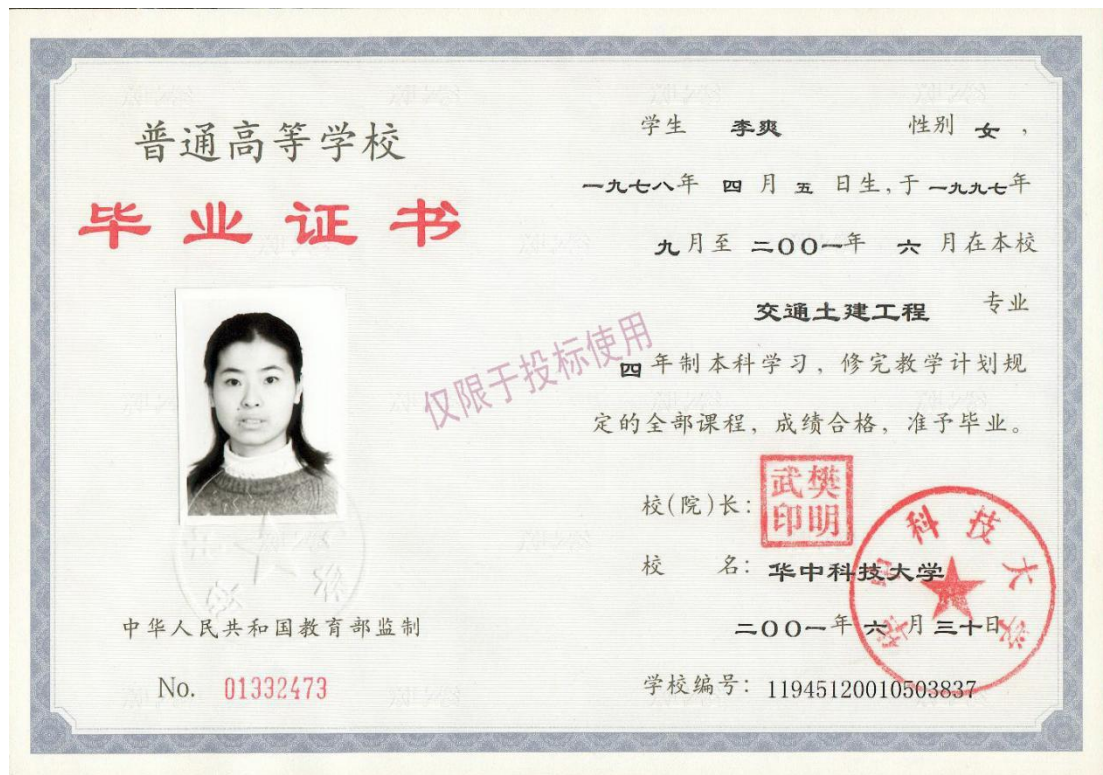 普通高等学校
毕业证书
中华人民共和国教育部监制
No. 01332473
学生 李爽 性别 女，
一九七八年 四 月 五 日生，于一九九七年
九月至 二〇〇一年 六 月在本校
交通土建工程 专业
四年制本科学习，修完教学计划规
定的全部课程，成绩合格，准予毕业。
校(院)长：
樊明武印
校 名：华中科技大学
二〇〇一年六月三十日
学校编号：11945120010503837
华中科技大学
仅限于投标使用